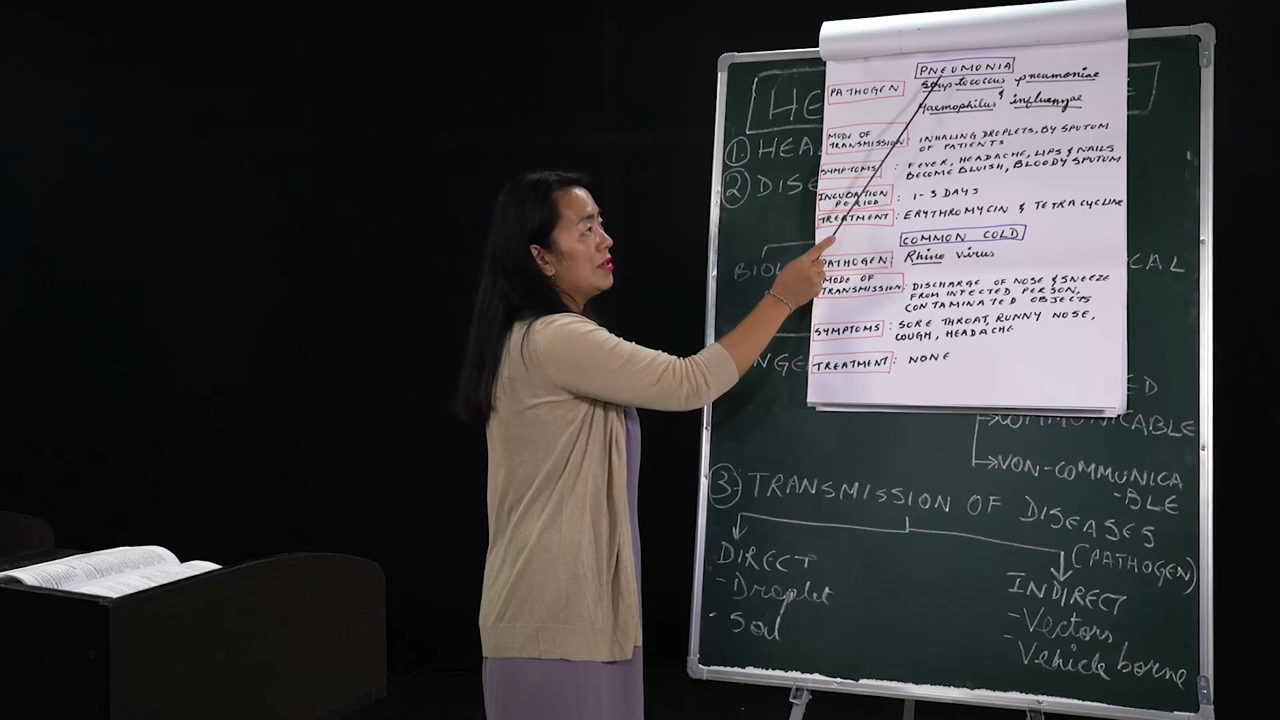 PNEUMONIA
PATHOGEN
pneumoniae
&
Haemophilus influenzae
MODE OF TRANSMISSION : INHALING DROPLETS, BY SPUTUM
OF PATIENTS
SYMPTOMS : FEVER, HEADACHE, LIPS & NAILS
BECOME BLUISH, BLOODY SPUTUM
INCUBATION PERIOD : 1-3 DAYS
TREATMENT : ERYTHROMYCIN & TETRACYCLINE
COMMON COLD
PATHOGEN : Rhino virus
MODE OF TRANSMISSION : DISCHARGE OF NOSE & SNEEZE
FROM INFECTED PERSON,
CONTAMINATED OBJECTS
SYMPTOMS : SORE THROAT, RUNNY NOSE,
COUGH, HEADACHE
TREATMENT : NONE
HE
1. HEA
2 DISE
BIOL
ICAL
NGE
ED
COMMUNICABLE
NON-COMMUNICA
-BLE
3. TRANSMISSION OF DISEASES
(PATHOGEN)
DIRECT
- Droplet
- Soil
INDIRECT
- Vectors
- Vehicle borne